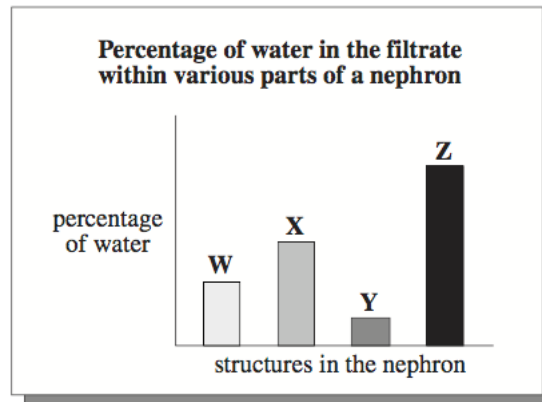 Percentage of water in the filtrate
within various parts of a nephron
Z
X
W
Y
percentage
of water
structures in the nephron